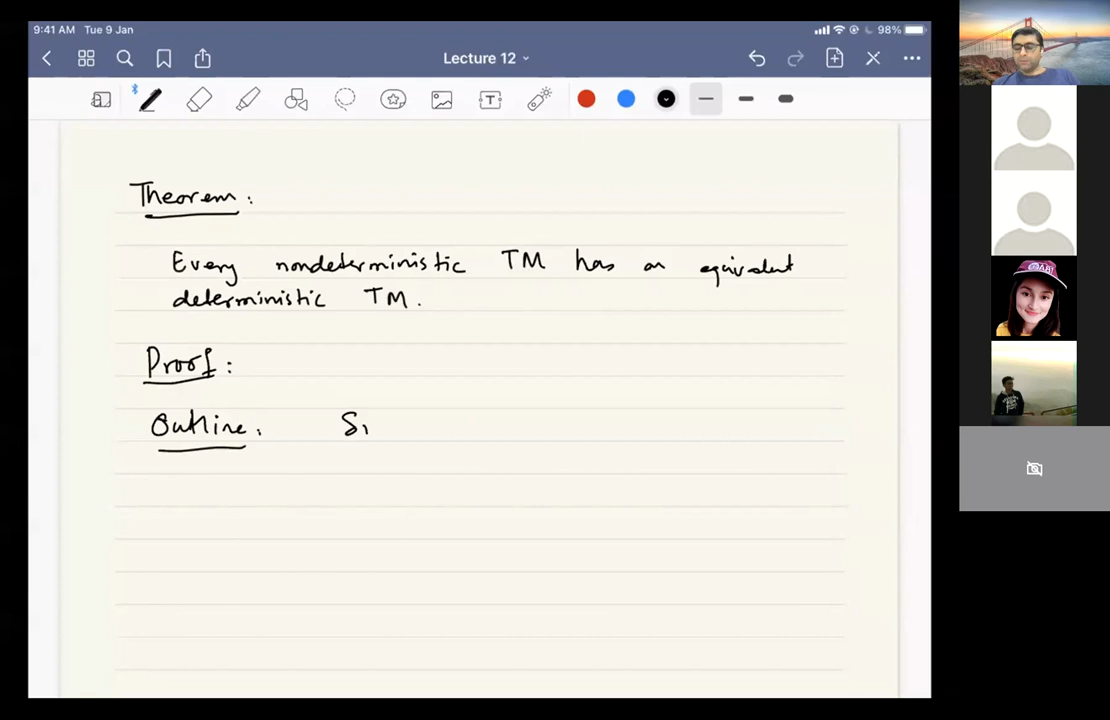 9:41 AM Tue 9 Jan
98%
Lecture 12
T
Theorem:
Every nondeterministic TM has an equivalent
deterministic TM.
Proof:
Outline: